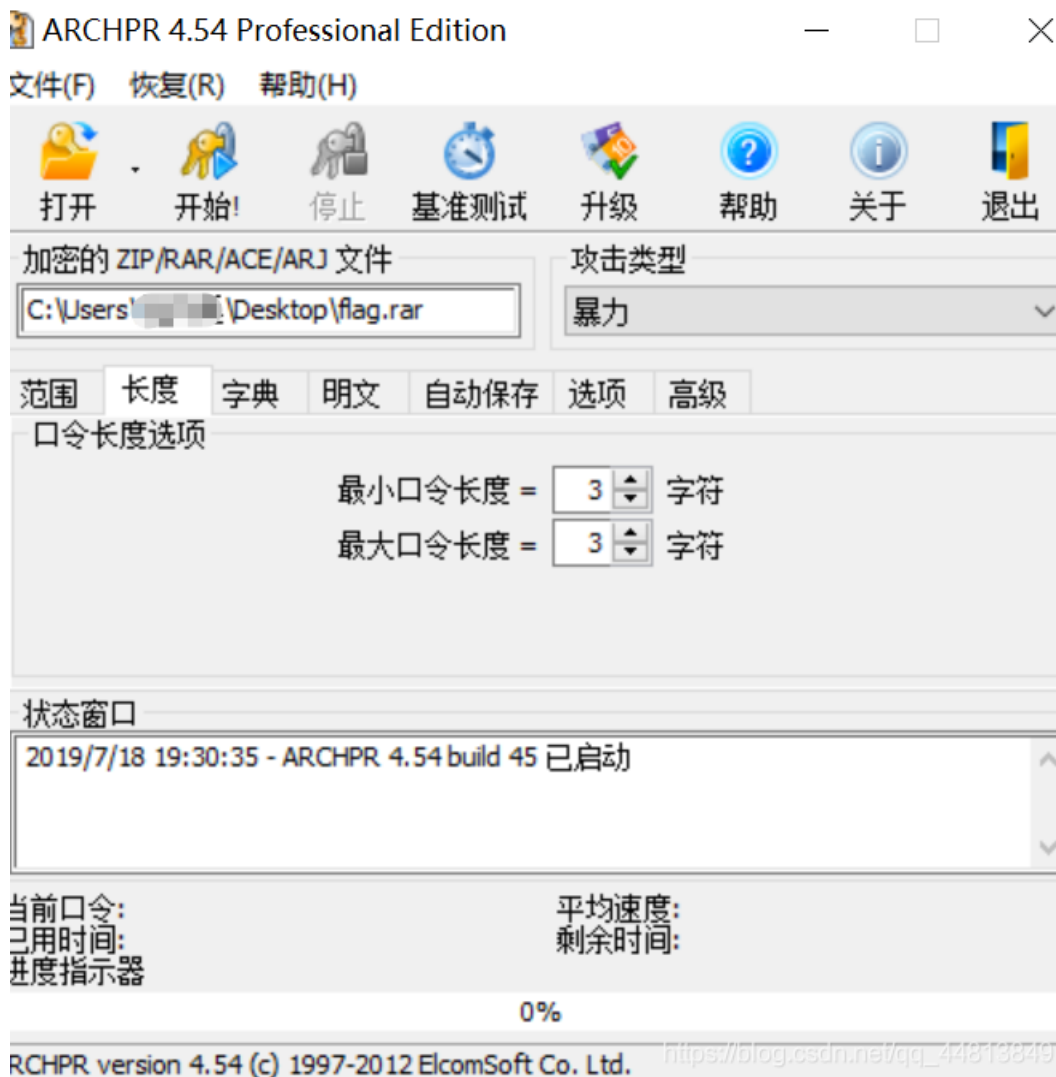 ARCHPR 4.54 Professional Edition
文件(F) 恢复(R) 帮助(H)
打开 开始! 停止 基准测试 升级 帮助 关于 退出
加密的 ZIP/RAR/ACE/ARJ 文件 攻击类型
C:\Users\ \Desktop\flag.rar 暴力
范围 长度 字典 明文 自动保存 选项 高级
口令长度选项
最小口令长度 = 3 字符
最大口令长度 = 3 字符
状态窗口
2019/7/18 19:30:35 - ARCHPR 4.54 build 45 已启动
当前口令: 平均速度:
已用时间: 剩余时间:
进度指示器
0%
RCHPR version 4.54 (c) 1997-2012 ElcomSoft Co. Ltd.
https://blog.csdn.net/qq_44813849